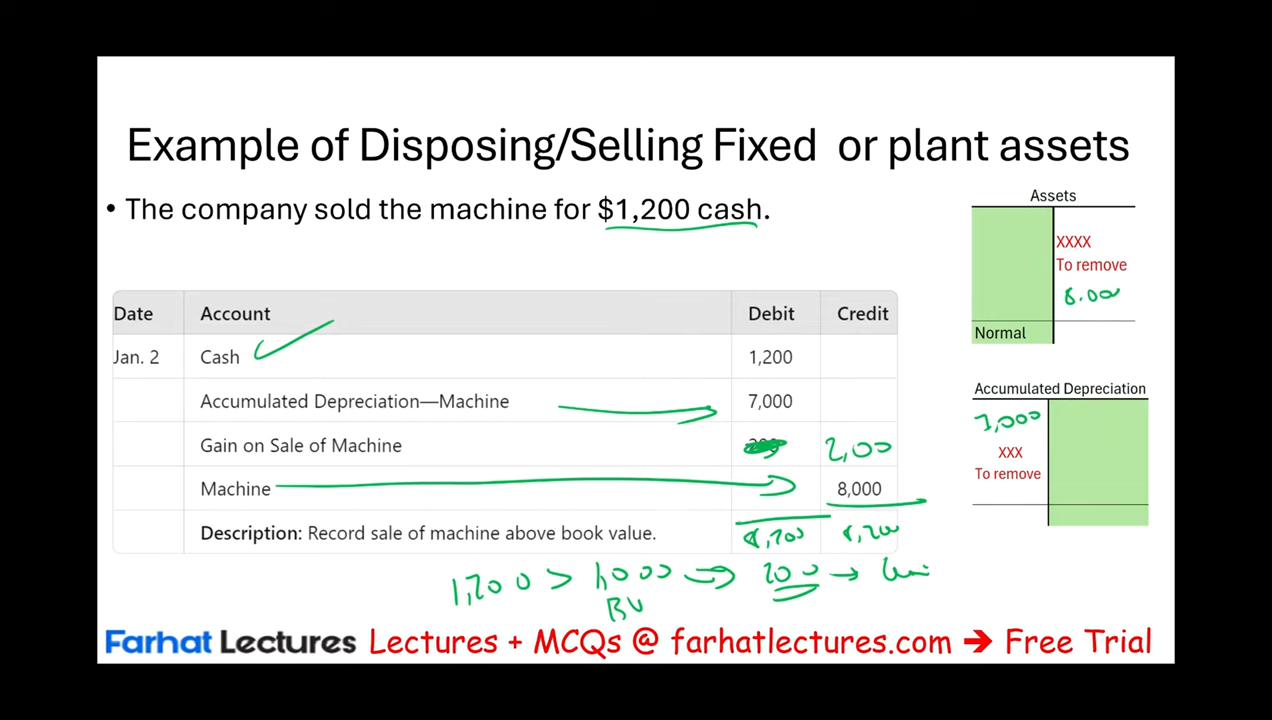 Example of Disposing/Selling Fixed or plant assets
• The company sold the machine for $1,200 cash.
Assets
XXXX
To remove
8.000
Normal
Date Account Debit Credit
Jan. 2 Cash 1,200
Accumulated Depreciation—Machine 7,000
Gain on Sale of Machine 2,00
Machine 8,000
Description: Record sale of machine above book value. 8,200 8,200
Accumulated Depreciation
7,000
XXX
To remove
1,200 > 1,000 → 200 →
BV
Farhat Lectures Lectures + MCQs @ farhatlectures.com ➔ Free Trial